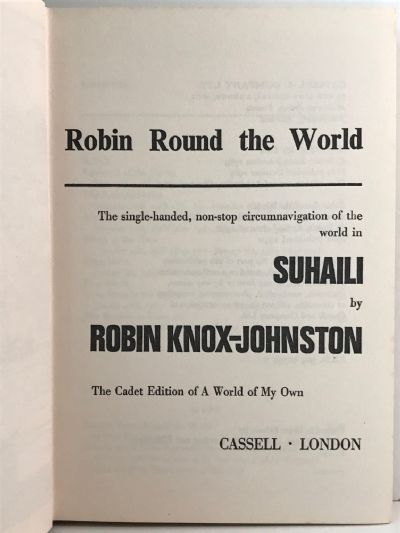 Robin Round the World
The single-handed, non-stop circumnavigation of the
world in
SUHAILI
by
ROBIN KNOX-JOHNSTON
The Cadet Edition of A World of My Own
CASSELL · LONDON